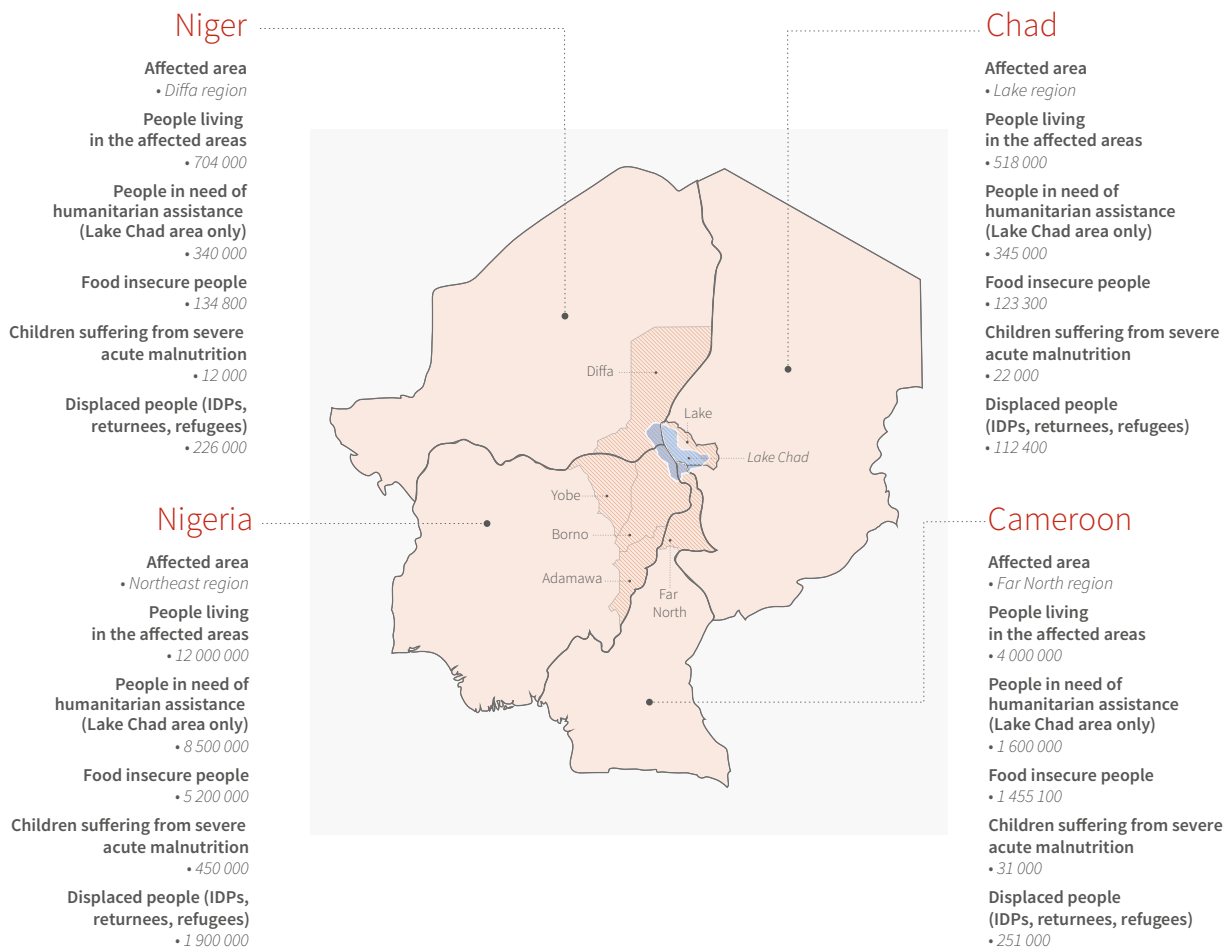 Niger
Affected area
• Diffa region
People living
in the affected areas
• 704 000
People in need of
humanitarian assistance
(Lake Chad area only)
• 340 000
Food insecure people
• 134 800
Children suffering from severe
acute malnutrition
• 12 000
Displaced people (IDPs,
returnees, refugees)
• 226 000
Chad
Affected area
• Lake region
People living
in the affected areas
• 518 000
People in need of
humanitarian assistance
(Lake Chad area only)
• 345 000
Food insecure people
• 123 300
Children suffering from severe
acute malnutrition
• 22 000
Displaced people
(IDPs, returnees, refugees)
• 112 400
Diffa
Lake
Lake Chad
Yobe
Borno
Adamawa
Far
North
Nigeria
Affected area
• Northeast region
People living
in the affected areas
• 12 000 000
People in need of
humanitarian assistance
(Lake Chad area only)
• 8 500 000
Food insecure people
• 5 200 000
Children suffering from severe
acute malnutrition
• 450 000
Displaced people (IDPs,
returnees, refugees)
• 1 900 000
Cameroon
Affected area
• Far North region
People living
in the affected areas
• 4 000 000
People in need of
humanitarian assistance
(Lake Chad area only)
• 1 600 000
Food insecure people
• 1 455 100
Children suffering from severe
acute malnutrition
• 31 000
Displaced people
(IDPs, returnees, refugees)
• 251 000